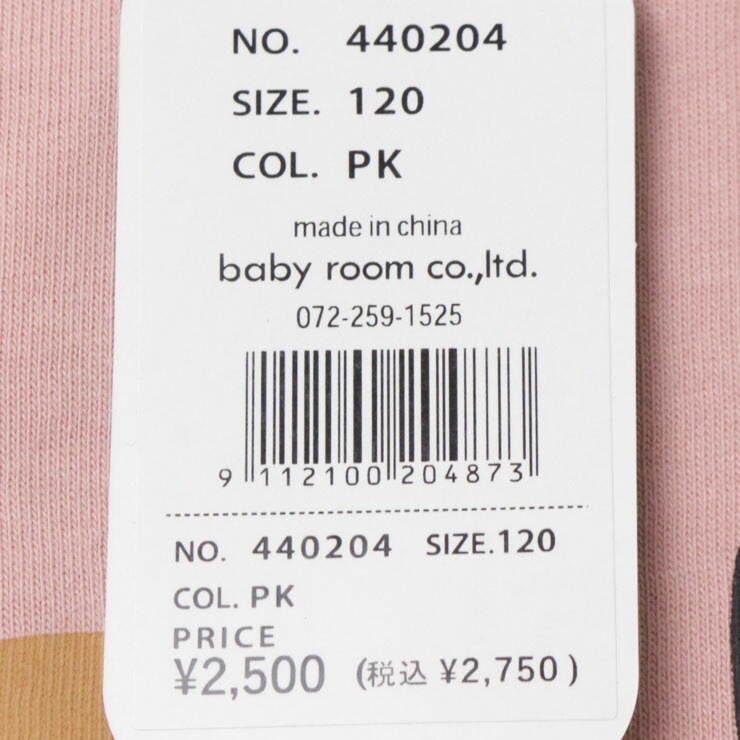 NO. 440204
SIZE. 120
COL. PK
made in china
baby room co.,ltd.
072-259-1525
9 112100 204873
NO. 440204 SIZE.120
COL. PK
PRICE
¥2,500 (税込 ¥2,750)